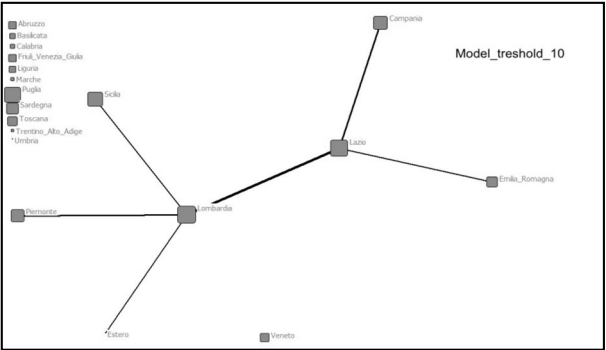 Abruzzo
Basilicata
Calabria
Friuli_Venezia_Giulia
Liguria
Marche
Puglia
Sardegna
Toscana
Trentino_Alto_Adige
Umbria
Sicilia
Campania
Model_treshold_10
Lazio
Emilia_Romagna
Piemonte
Lombardia
Estero
Veneto